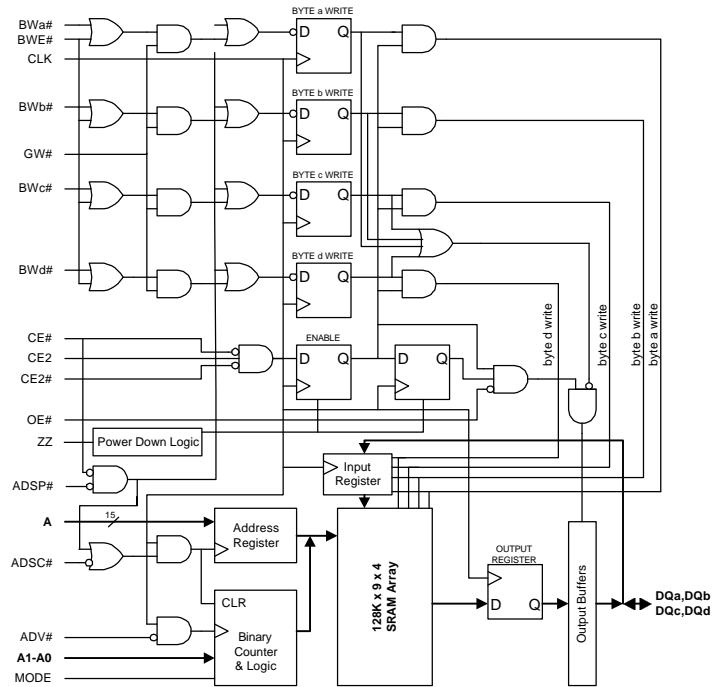 BWa#
BWE#
CLK
BYTE a WRITE
D Q
BWb#
GW#
BYTE b WRITE
D Q
BWc#
BYTE c WRITE
D Q
BWd#
BYTE d WRITE
D Q
byte d write
byte c write
byte b write
byte a write
CE#
CE2
CE2#
ENABLE
D Q
D Q
OE#
ZZ
Power Down Logic
ADSP#
Input
Register
A
15
Address
Register
ADSC#
CLR
Binary
Counter
& Logic
ADV#
A1-A0
MODE
128K x 9 x 4
SRAM Array
OUTPUT
REGISTER
D Q
Output Buffers
DQa,DQb
DQc,DQd